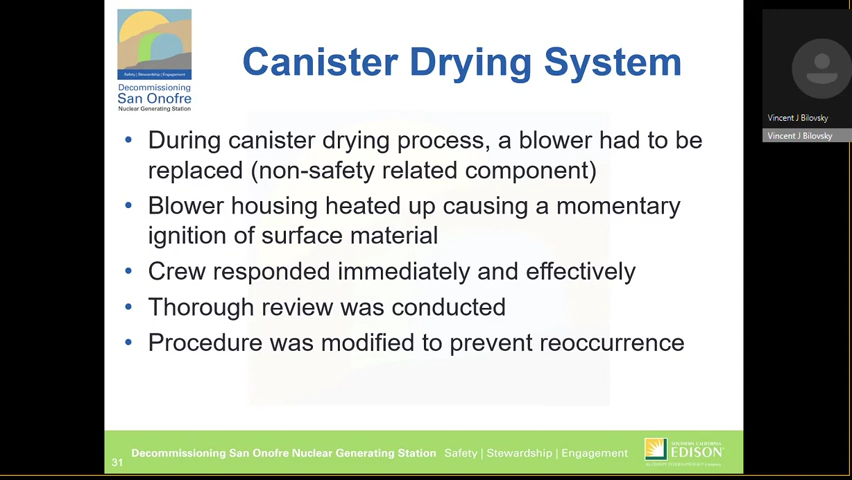 Safety | Stewardship | Engagement
Decommissioning
San Onofre
Nuclear Generating Station
Canister Drying System
• During canister drying process, a blower had to be
replaced (non-safety related component)
• Blower housing heated up causing a momentary
ignition of surface material
• Crew responded immediately and effectively
• Thorough review was conducted
• Procedure was modified to prevent reoccurrence
Vincent J Bilovsky
Vincent J Bilovsky
31
Decommissioning San Onofre Nuclear Generating Station Safety | Stewardship | Engagement
SOUTHERN CALIFORNIA
EDISON